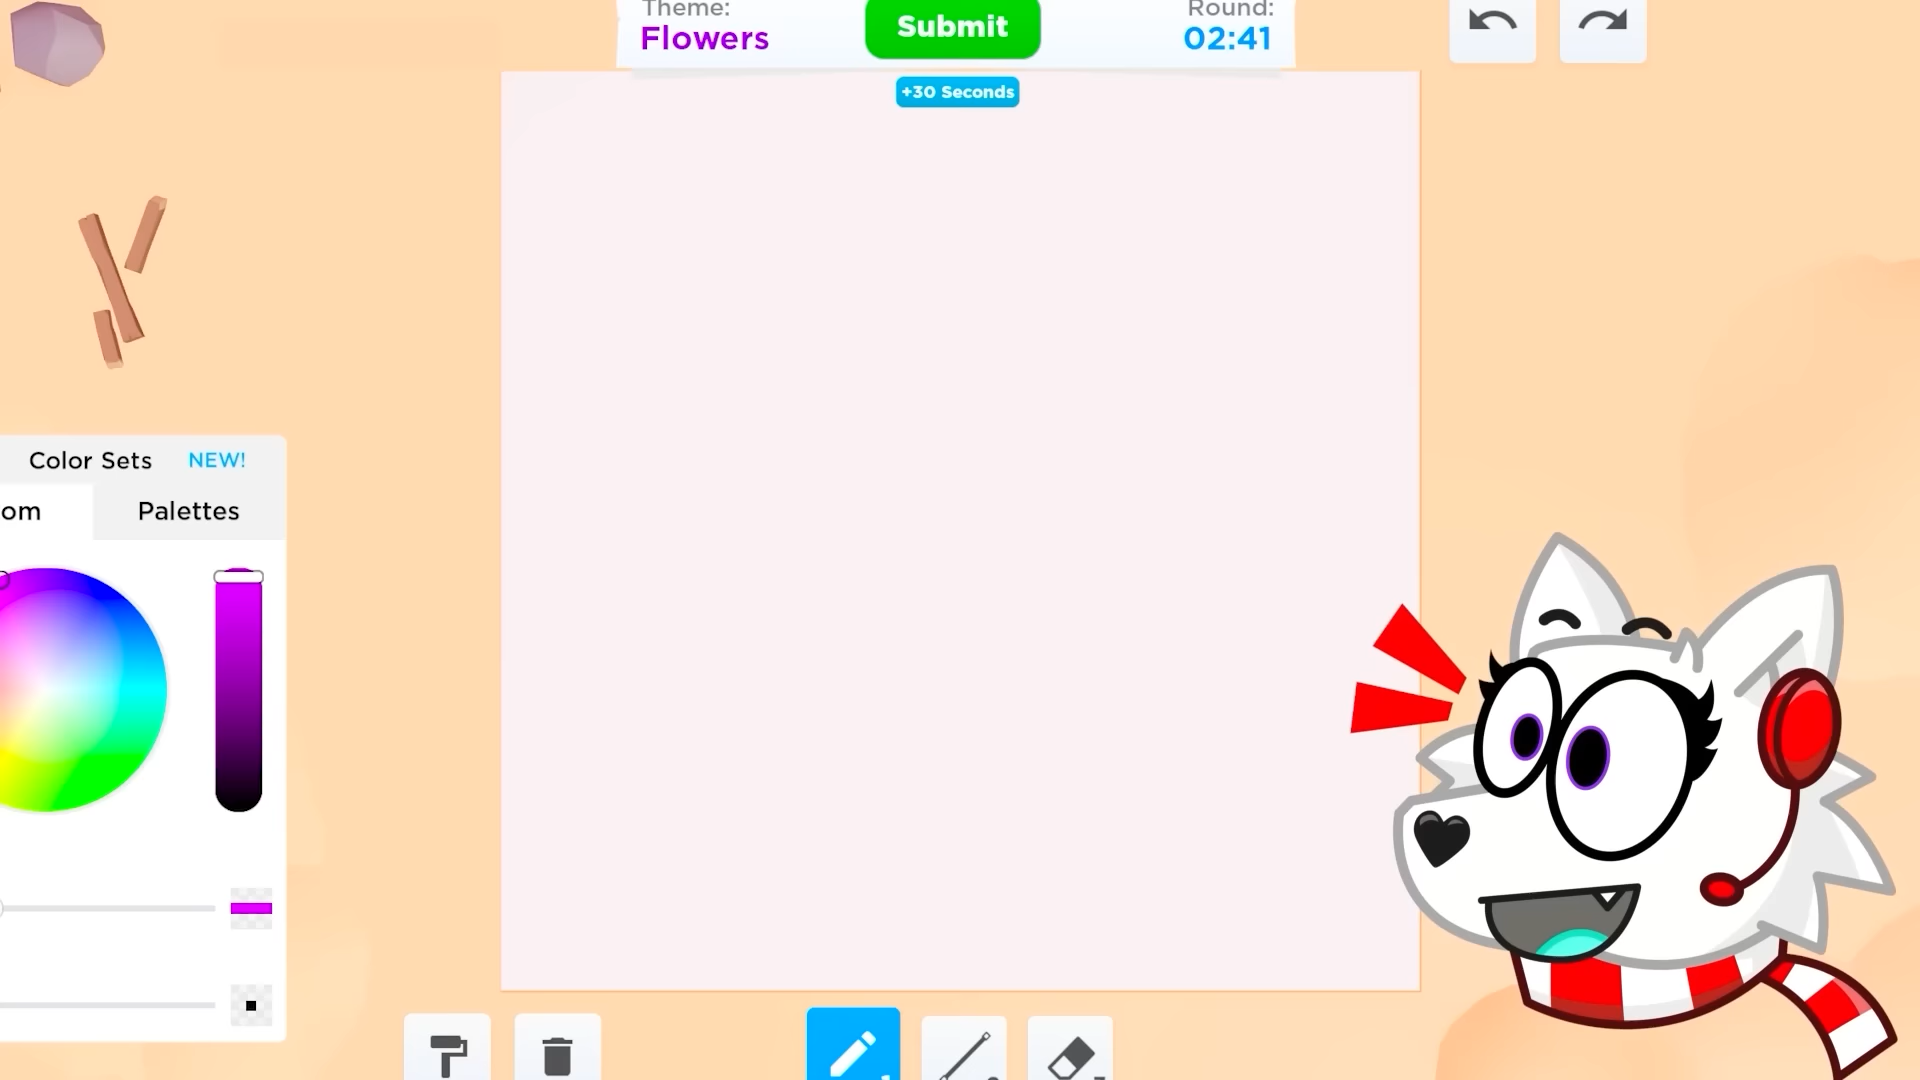 Theme:
Flowers
Submit
Round:
02:41
+30 Seconds
Color Sets NEW!
om
Palettes